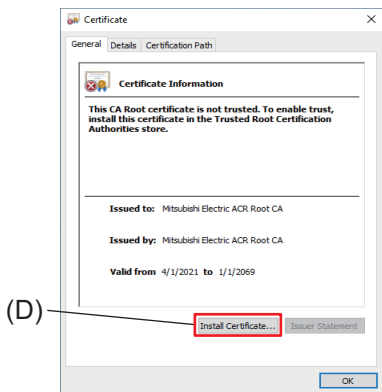 Certificate
General Details Certification Path
Certificate Information
This CA Root certificate is not trusted. To enable trust,
install this certificate in the Trusted Root Certification
Authorities store.
Issued to: Mitsubishi Electric ACR Root CA
Issued by: Mitsubishi Electric ACR Root CA
Valid from 4/1/2021 to 1/1/2069
(D)
Install Certificate... Issuer Statement
OK